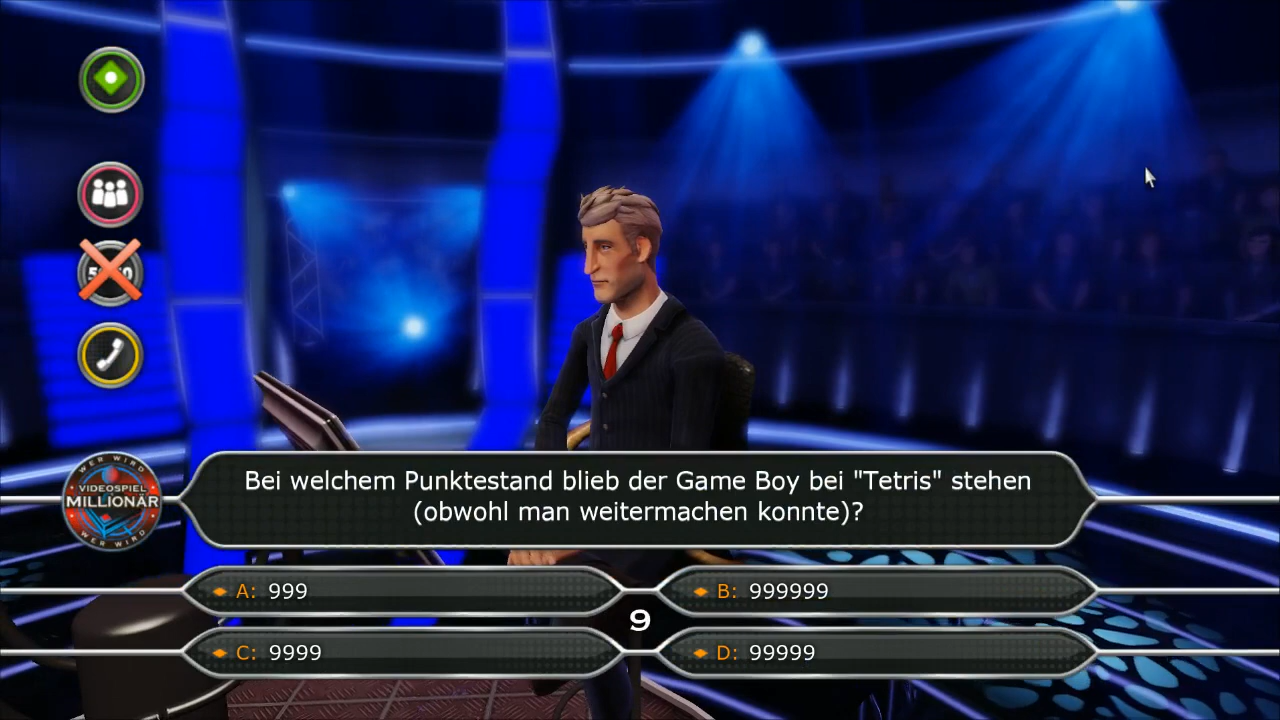 WER WIRD
VIDEOSPIEL
MILLIONÄR
WER WIRD
Bei welchem Punktestand blieb der Game Boy bei "Tetris" stehen
(obwohl man weitermachen konnte)?
A: 999
B: 999999
9
C: 9999
D: 99999